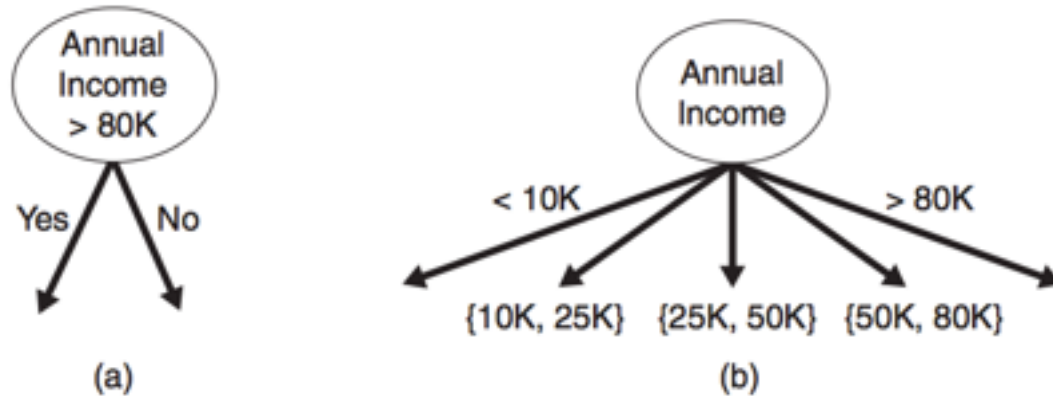 Annual
Income
> 80K
Yes
No
(a)
Annual
Income
< 10K
> 80K
{10K, 25K}
{25K, 50K}
{50K, 80K}
(b)